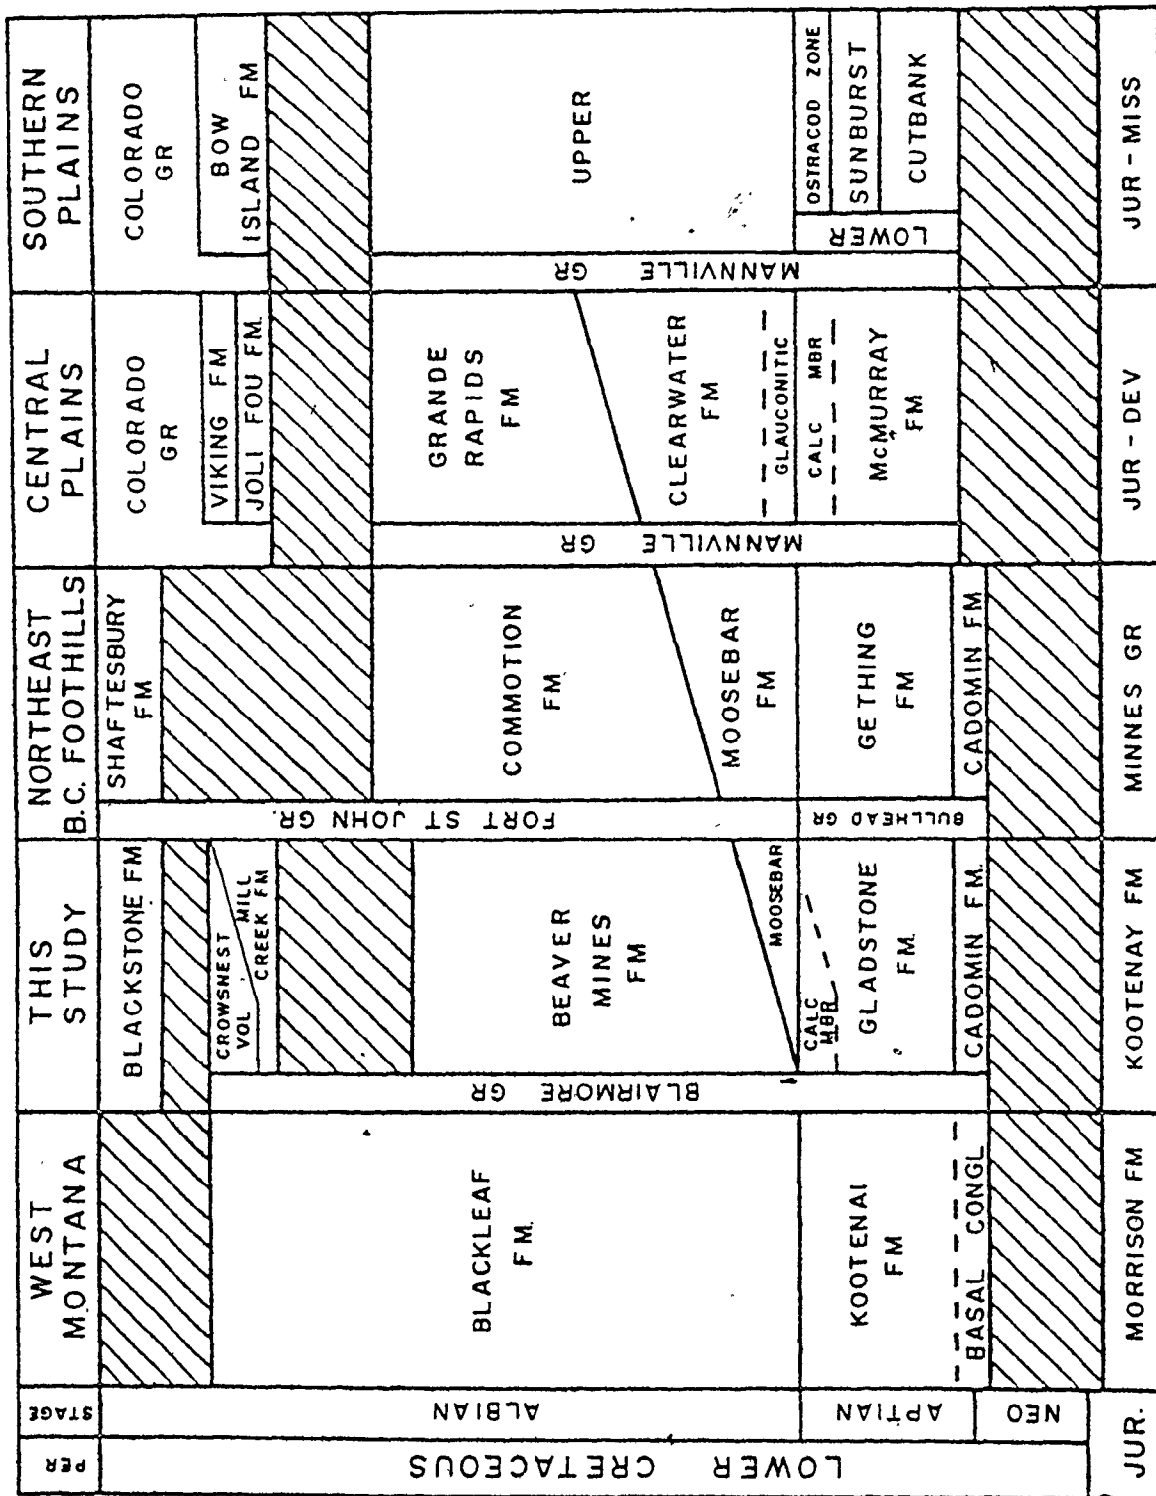 PER
STAGE
WEST
MONTANA
THIS
STUDY
NORTHEAST
B.C. FOOTHILLS
CENTRAL
PLAINS
SOUTHERN
PLAINS
LOWER CRETACEOUS
ALBIAN
APTIAN
NEO
JUR.
BLACKLEAF
FM.
KOOTENAI
FM
BASAL CONGL
MORRISON FM
BLACKSTONE FM
BLAIRMORE GR
CROWSNEST
VOL
MILL
CREEK FM
BEAVER
MINES
FM
MOOSEBAR
CALC
MBR
GLADSTONE
FM.
CADOMIN FM.
KOOTENAY FM
SHAFTESBURY
FM
FORT ST JOHN GR.
COMMOTION
FM
MOOSEBAR
FM
BULLHEAD GR
GETHING
FM
CADOMIN FM
MINNES GR
COLORADO
GR
VIKING FM
JOLI FOU FM.
MANNVILLE GR
GRANDE
RAPIDS
FM
CLEARWATER
FM
GLAUCONITIC
CALC MBR
McMURRAY
FM
JUR - DEV
COLORADO
GR
BOW
ISLAND FM
MANNVILLE GR
UPPER
LOWER
OSTRACOD ZONE
SUNBURST
CUTBANK
JUR - MISS